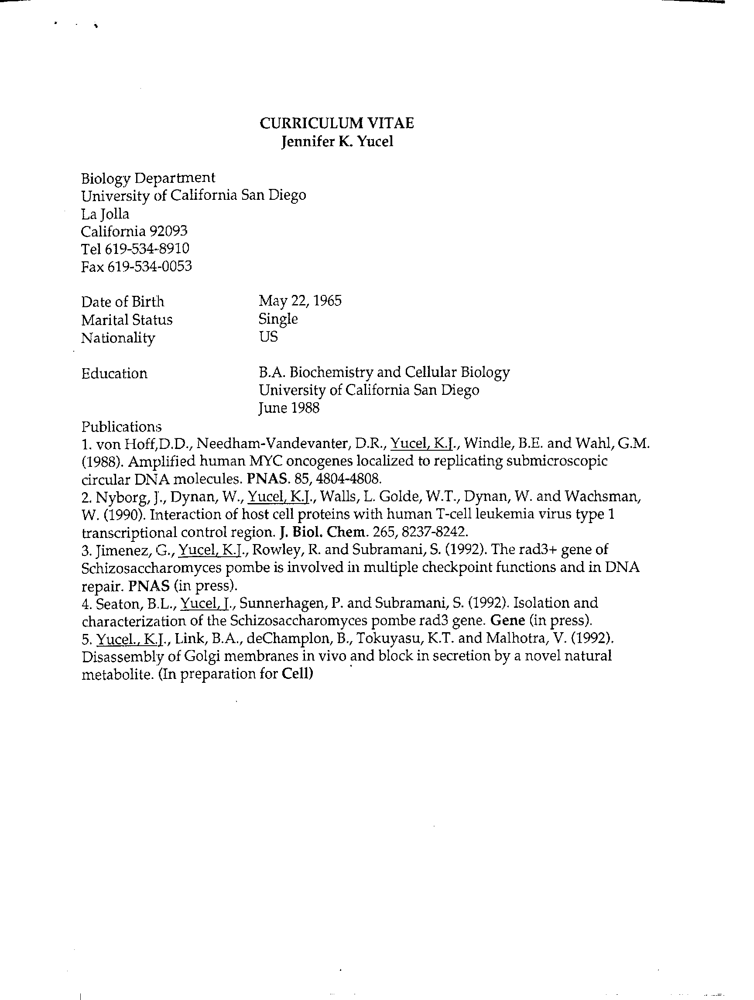 CURRICULUM VITAE
Jennifer K. Yucel
Biology Department
University of California San Diego
La Jolla
California 92093
Tel 619-534-8910
Fax 619-534-0053
Date of Birth May 22, 1965
Marital Status Single
Nationality US
Education B.A. Biochemistry and Cellular Biology
University of California San Diego
June 1988
Publications
1. von Hoff,D.D., Needham-Vandevanter, D.R., Yucel, K.J., Windle, B.E. and Wahl, G.M.
(1988). Amplified human MYC oncogenes localized to replicating submicroscopic
circular DNA molecules. PNAS. 85, 4804-4808.
2. Nyborg, J., Dynan, W., Yucel, K.J., Walls, L. Golde, W.T., Dynan, W. and Wachsman,
W. (1990). Interaction of host cell proteins with human T-cell leukemia virus type 1
transcriptional control region. J. Biol. Chem. 265, 8237-8242.
3. Jimenez, G., Yucel, K.J., Rowley, R. and Subramani, S. (1992). The rad3+ gene of
Schizosaccharomyces pombe is involved in multiple checkpoint functions and in DNA
repair. PNAS (in press).
4. Seaton, B.L., Yucel, J., Sunnerhagen, P. and Subramani, S. (1992). Isolation and
characterization of the Schizosaccharomyces pombe rad3 gene. Gene (in press).
5. Yucel., K.J., Link, B.A., deChamplon, B., Tokuyasu, K.T. and Malhotra, V. (1992).
Disassembly of Golgi membranes in vivo and block in secretion by a novel natural
metabolite. (In preparation for Cell)